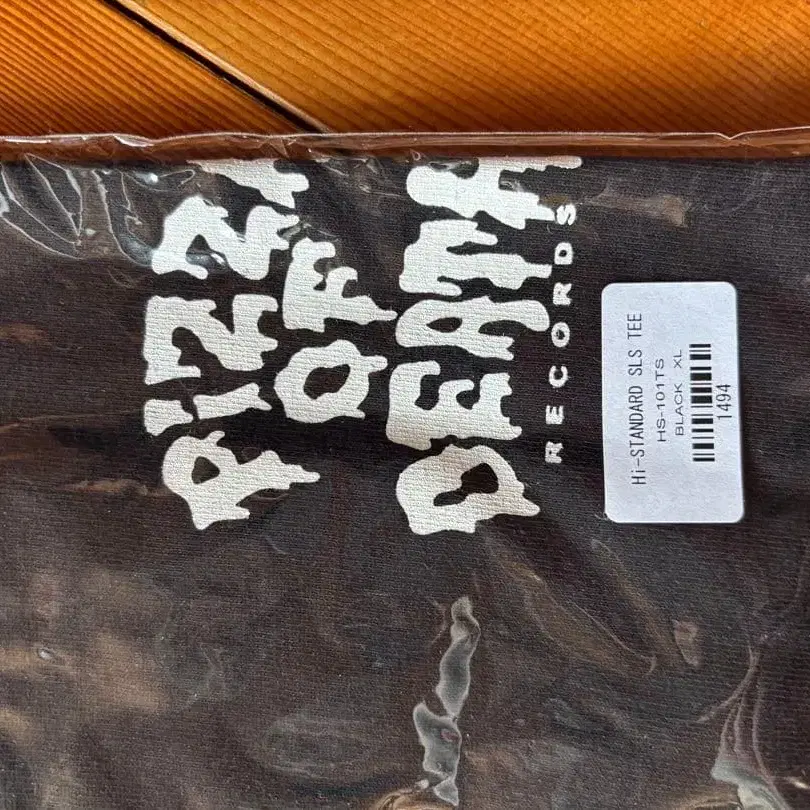 PIZZA
OF
DEATH
RECORDS
Hi-STANDARD SLS TEE
HS-101TS
BLACK XL
1494